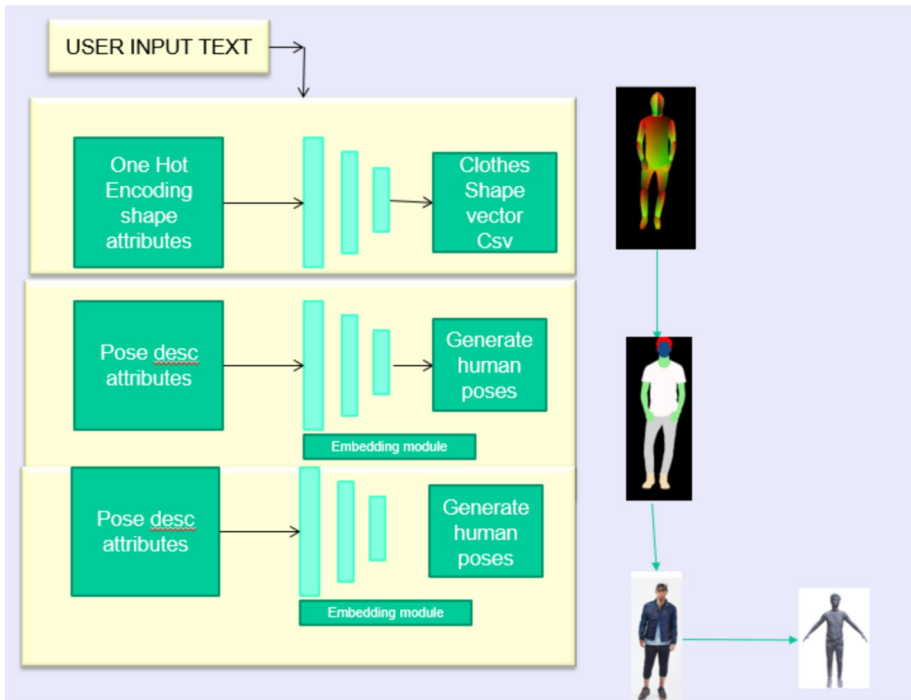 USER INPUT TEXT
One Hot
Encoding
shape
attributes
Clothes
Shape
vector
Csv
Pose desc
attributes
Generate
human
poses
Embedding module
Pose desc
attributes
Generate
human
poses
Embedding module